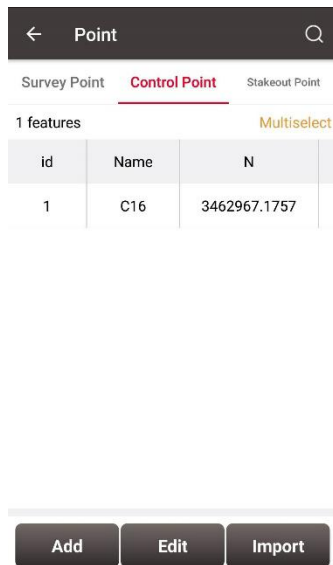 Point
Survey Point Control Point Stakeout Point
1 features Multiselect
id Name N
1 C16 3462967.1757
Add Edit Import